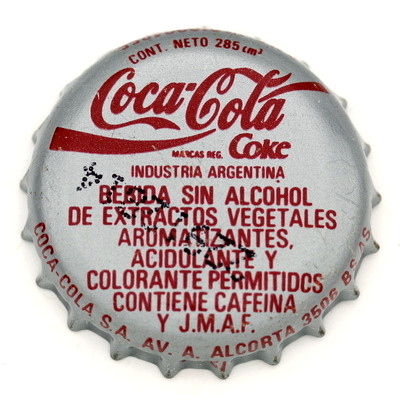 CONT. NETO 285 cm³
Coca-Cola
MARCAS REG. Coke
INDUSTRIA ARGENTINA
BEBIDA SIN ALCOHOL
DE EXTRACTOS VEGETALES
AROMATIZANTES,
ACIDULANTE Y
COLORANTE PERMITIDOS
CONTIENE CAFEINA
Y J.M.A.F.
COCA-COLA S.A. AV. A. ALCORTA 3506 BS.AS